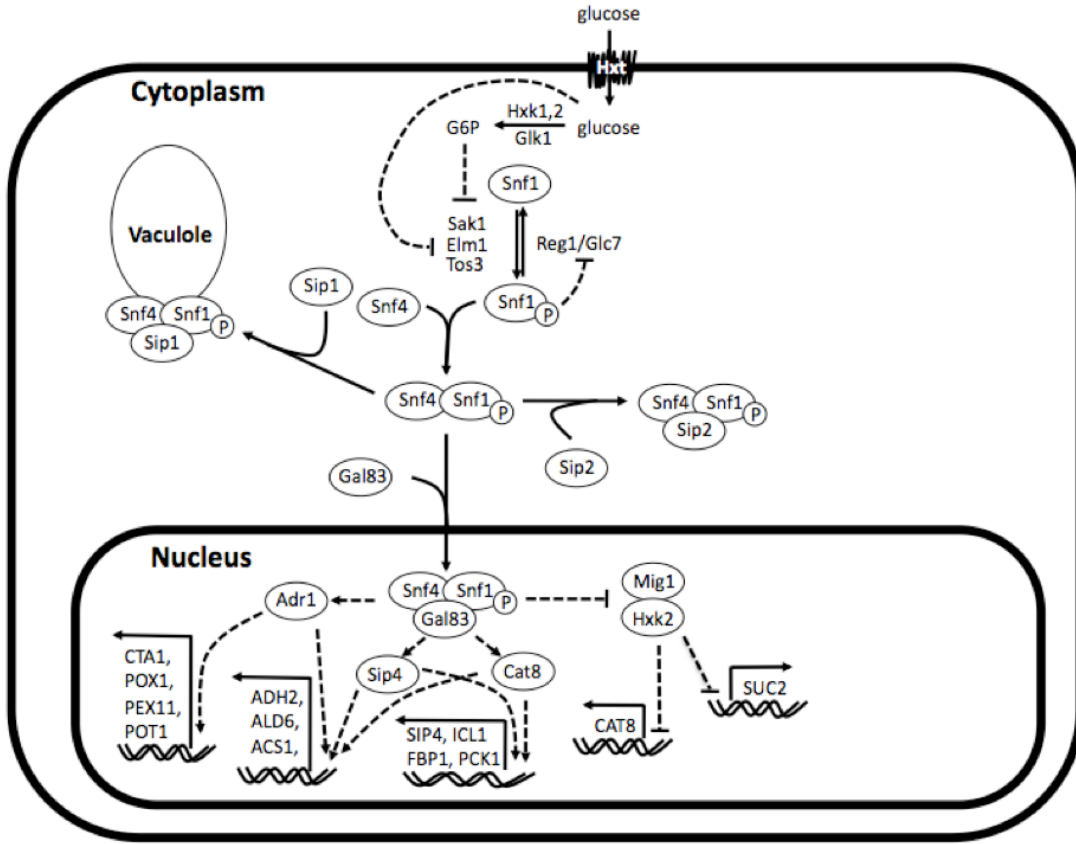 glucose
Hxt
Cytoplasm
Hxk1,2
G6P
glucose
Glk1
Snf1
Sak1
Elm1
Tos3
Reg1/Glc7
Vaculole
Sip1
Snf4
Snf1
P
Snf4
Snf1
P
Sip1
Snf4
Snf1
P
Snf4
Snf1
P
Sip2
Sip2
Gal83
Nucleus
Adr1
Snf4
Snf1
P
Gal83
Mig1
Hxk2
Sip4
Cat8
CTA1,
POX1,
PEX11,
POT1
ADH2,
ALD6,
ACS1,
SIP4, ICL1
FBP1, PCK1
CAT8
SUC2